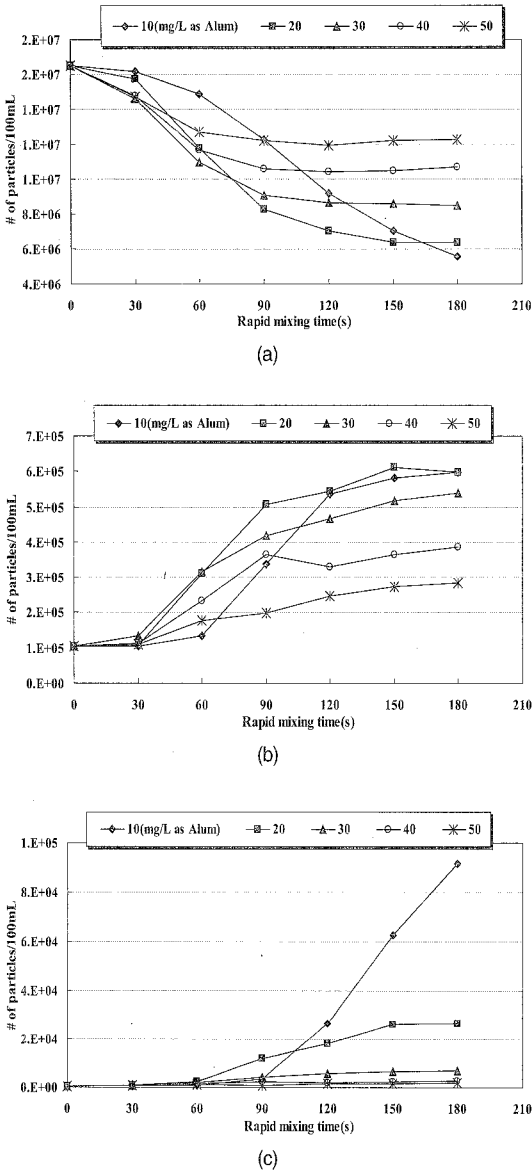 10(mg/L as Alum) 20 30 40 50
2.E+07
2.E+07
1.E+07
1.E+07
1.E+07
8.E+06
6.E+06
4.E+06
# of particles/100mL
0 30 60 90 120 150 180 210
Rapid mixing time(s)
(a)
10(mg/L as Alum) 20 30 40 50
7.E+05
6.E+05
5.E+05
4.E+05
3.E+05
2.E+05
1.E+05
0.E+00
# of particles/100mL
0 30 60 90 120 150 180 210
Rapid mixing time(s)
(b)
10(mg/L as Alum) 20 30 40 50
1.E+05
8.E+04
6.E+04
4.E+04
2.E+04
0.E+00
# of particles/100mL
0 30 60 90 120 150 180 210
Rapid mixing time(s)
(c)